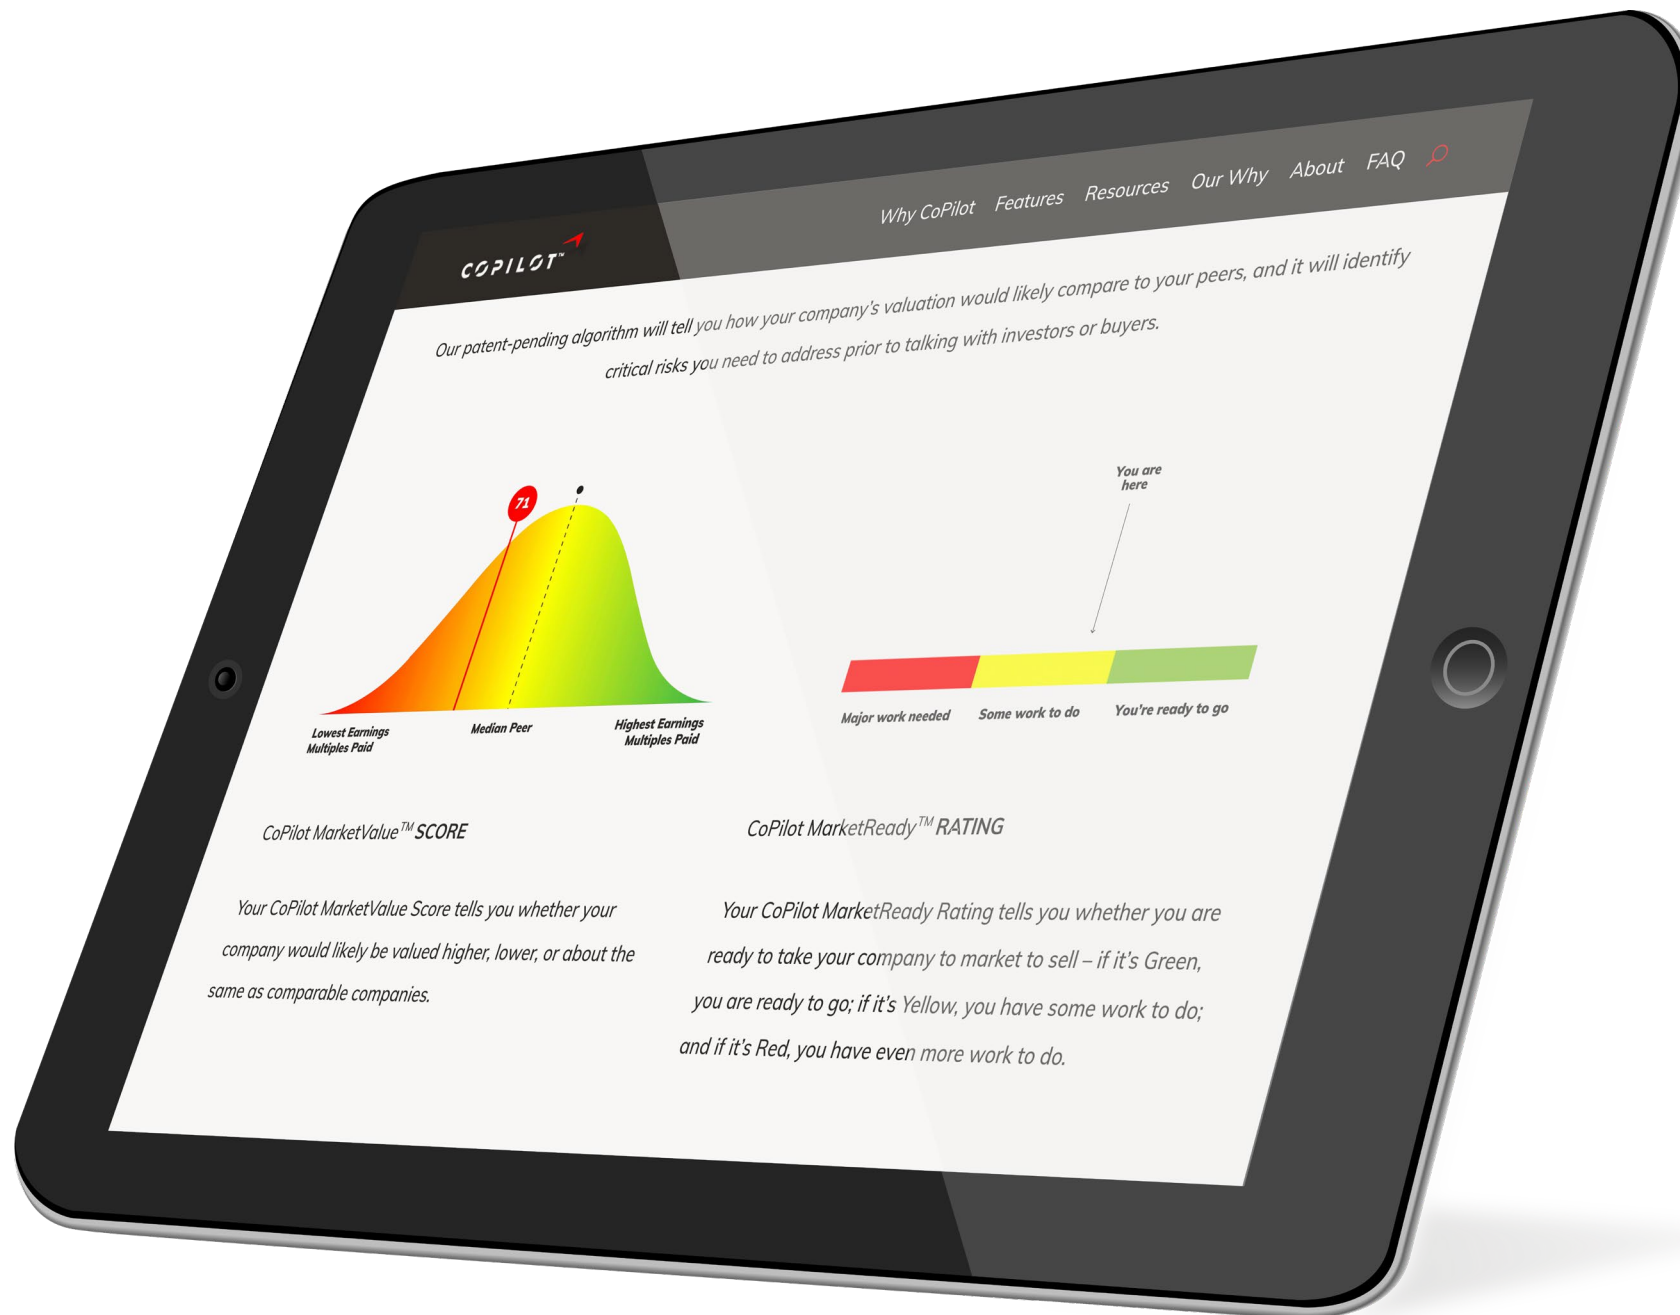 COPILOT™
Why CoPilot Features Resources Our Why About FAQ
Our patent-pending algorithm will tell you how your company's valuation would likely compare to your peers, and it will identify
critical risks you need to address prior to talking with investors or buyers.
71
Lowest Earnings
Multiples Paid
Median Peer
Highest Earnings
Multiples Paid
You are
here
Major work needed
Some work to do
You're ready to go
CoPilot MarketValue™ SCORE
Your CoPilot MarketValue Score tells you whether your
company would likely be valued higher, lower, or about the
same as comparable companies.
CoPilot MarketReady™ RATING
Your CoPilot MarketReady Rating tells you whether you are
ready to take your company to market to sell – if it's Green,
you are ready to go; if it's Yellow, you have some work to do;
and if it's Red, you have even more work to do.